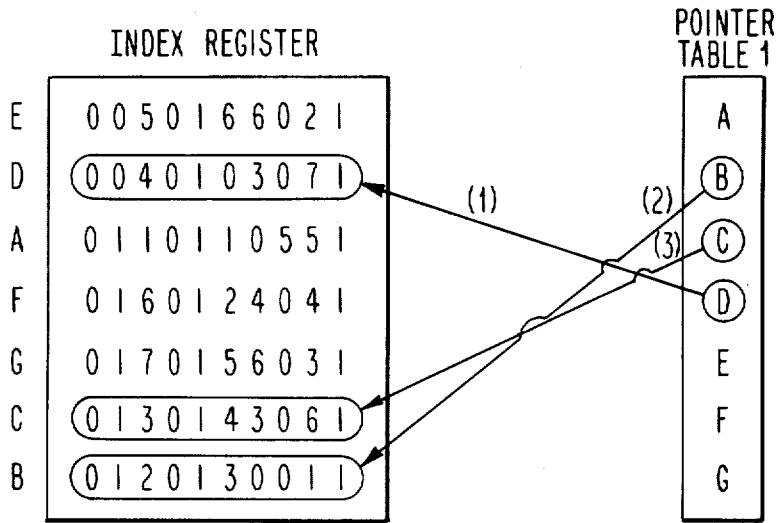 INDEX REGISTER
POINTER
TABLE 1
E 0050166021 A
D 0040103071 (1) (2) B
A 0110110551 (3) C
F 0160124041 D
G 0170156031 E
C 0130143061 F
B 0120130011 G